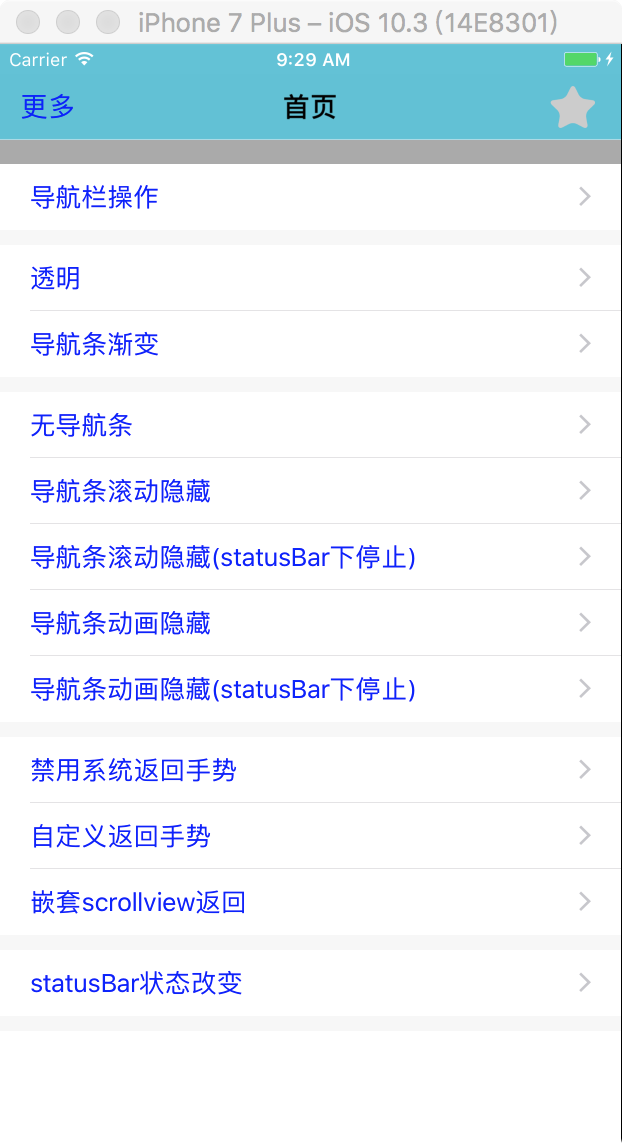 iPhone 7 Plus – iOS 10.3 (14E8301)
Carrier 9:29 AM
更多 首页
导航栏操作
透明
导航条渐变
无导航条
导航条滚动隐藏
导航条滚动隐藏(statusBar下停止)
导航条动画隐藏
导航条动画隐藏(statusBar下停止)
禁用系统返回手势
自定义返回手势
嵌套scrollview返回
statusBar状态改变